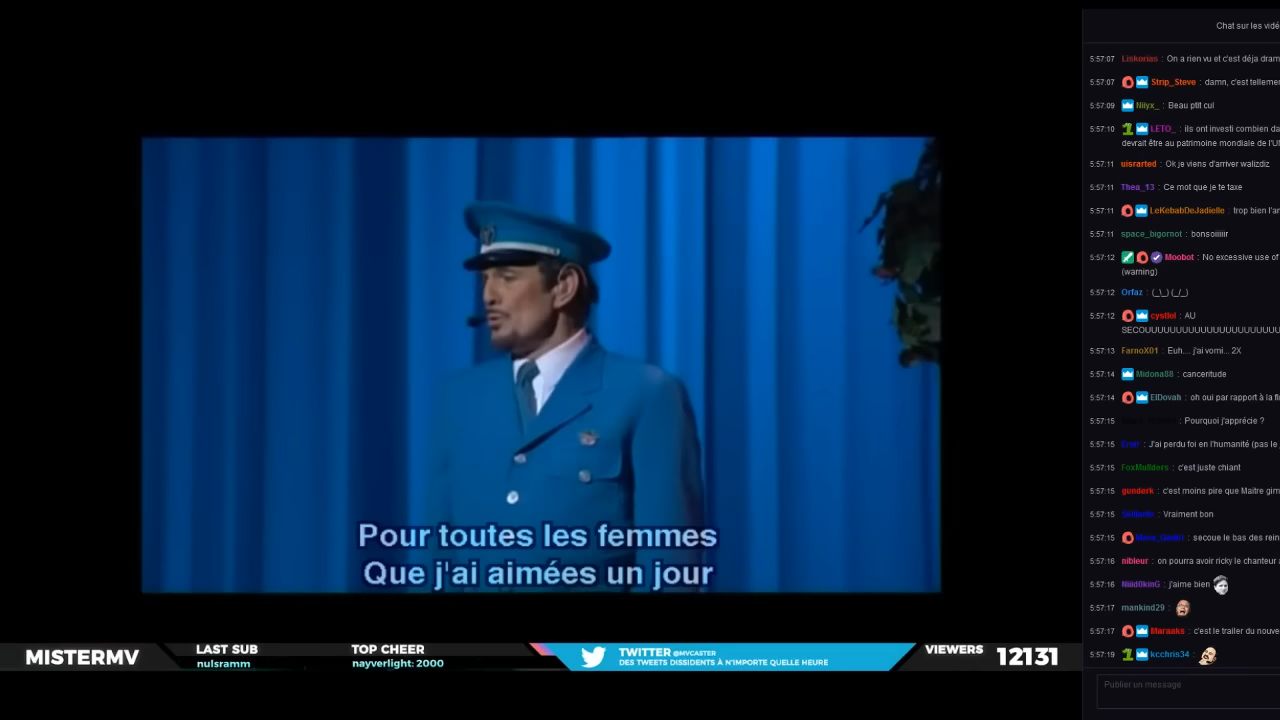 Pour toutes les femmes
Que j'ai aimées un jour
MISTERMV
LAST SUB
nulsramm
TOP CHEER
nayverlight: 2000
TWITTER @MVCASTER
DES TWEETS DISSIDENTS À N'IMPORTE QUELLE HEURE
VIEWERS
12131
Chat sur les vidé
5:57:07 Liskorias : On a rien vu et c'est déja dram
5:57:07 Strip_Steve : damn, c'est telleme
5:57:09 Niiyx_ : Beau ptit cul
5:57:10 LETO_ : ils ont investi combien da
devrait être au patrimoine mondiale de l'U
5:57:11 uisrarted : Ok je viens d'arriver walizdiz
5:57:11 Thea_13 : Ce mot que je te taxe
5:57:11 LeKebabDeJadielle : trop bien l'a
5:57:11 space_bigornot : bonsoiiiiir
5:57:12 Moobot : No excessive use of
(warning)
5:57:12 Orfaz : (_\_) (_/_)
5:57:12 cystlol : AU
SECOUUUUUUUUUUUUUUUUUUUUUUU
5:57:13 FarnoX01 : Euh.... j'ai vomi... 2X
5:57:14 Midona88 : canceritude
5:57:14 ElDovah : oh oui par rapport à la fi
5:57:15 : Pourquoi j'apprécie ?
5:57:15 : J'ai perdu foi en l'humanité (pas le
5:57:15 FoxMullders : c'est juste chiant
5:57:15 gunderk : c'est moins pire que Maître gim
5:57:15 : Vraiment bon
5:57:15 : secoue le bas des rein
5:57:16 nibleur : on pourra avoir ricky le chanteur
5:57:16 NiiidÖkinG : j'aime bien
5:57:17 mankind29 :
5:57:17 Maraake : c'est le trailer du nouve
5:57:19 kcchris34 :
Publier un message